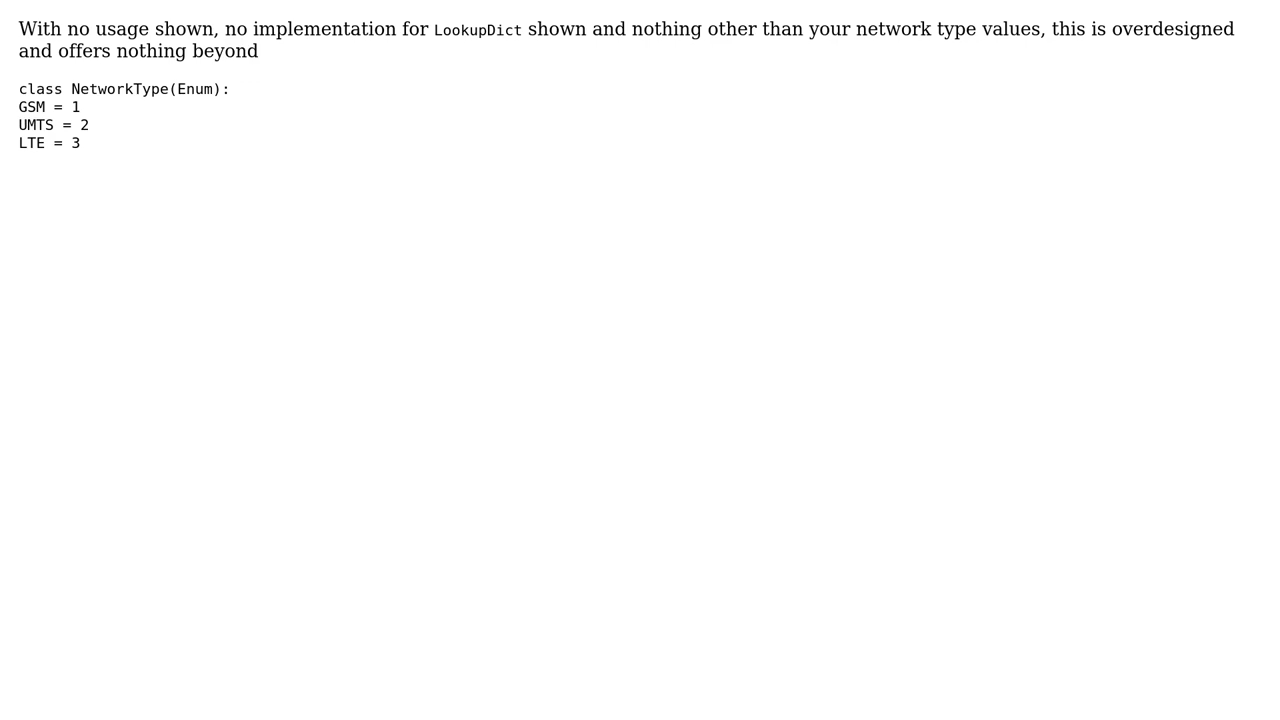 With no usage shown, no implementation for LookupDict shown and nothing other than your network type values, this is overdesigned
and offers nothing beyond
class NetworkType(Enum):
GSM = 1
UMTS = 2
LTE = 3